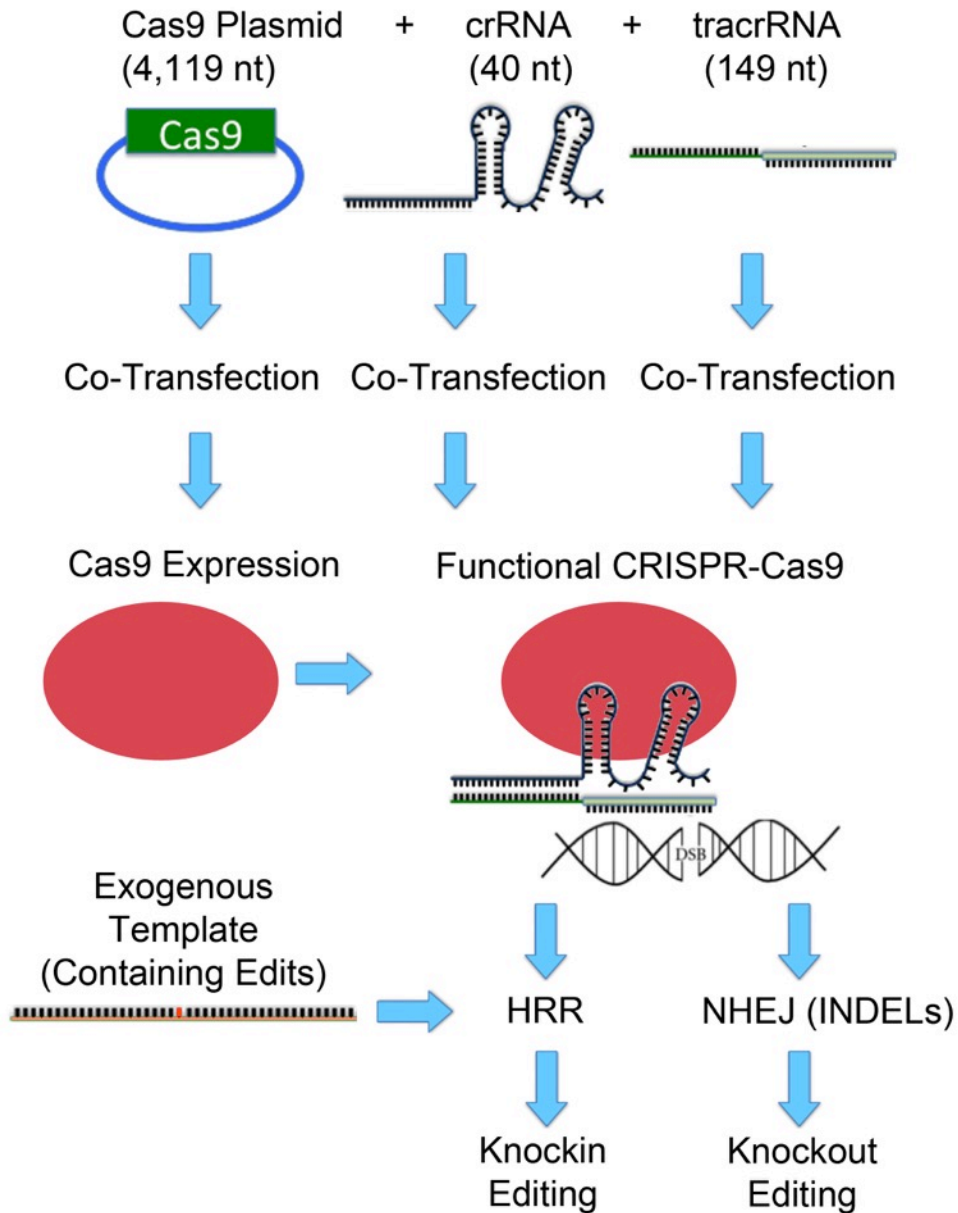 Cas9 Plasmid + crRNA + tracrRNA
(4,119 nt) (40 nt) (149 nt)
Cas9
Co-Transfection Co-Transfection Co-Transfection
Cas9 Expression Functional CRISPR-Cas9
DSB
Exogenous
Template
(Containing Edits)
HRR NHEJ (INDELs)
Knockin Knockout
Editing Editing